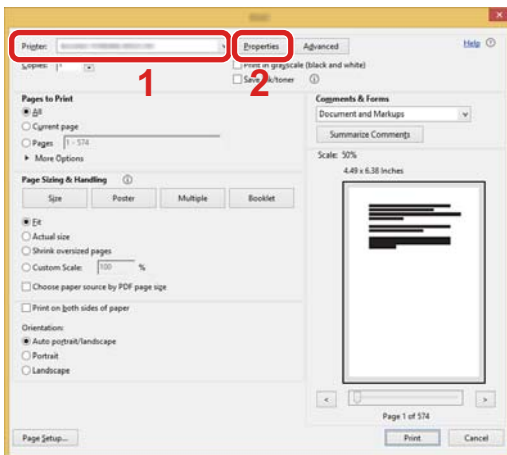 Printer:
Properties
Advanced
Help
1
2
Copies: 1
Print in grayscale (black and white)
Save ink/toner
Pages to Print
All
Current page
Pages 1 - 574
More Options
Page Sizing & Handling
Size
Poster
Multiple
Booklet
Fit
Actual size
Shrink oversized pages
Custom Scale: 100 %
Choose paper source by PDF page size
Print on both sides of paper
Orientation:
Auto portrait/landscape
Portrait
Landscape
Comments & Forms
Document and Markups
Summarize Comments
Scale: 50%
4.49 x 6.38 Inches
<
>
Page 1 of 574
Page Setup...
Print
Cancel